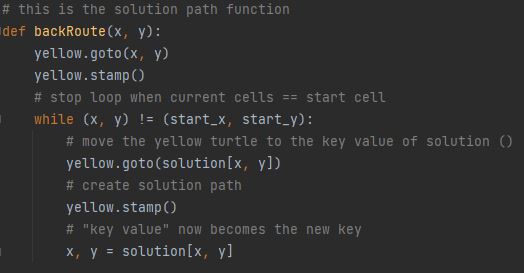 # this is the solution path function
def backRoute(x, y):
    yellow.goto(x, y)
    yellow.stamp()
    # stop loop when current cells == start cell
    while (x, y) != (start_x, start_y):
        # move the yellow turtle to the key value of solution ()
        yellow.goto(solution[x, y])
        # create solution path
        yellow.stamp()
        # "key value" now becomes the new key
        x, y = solution[x, y]